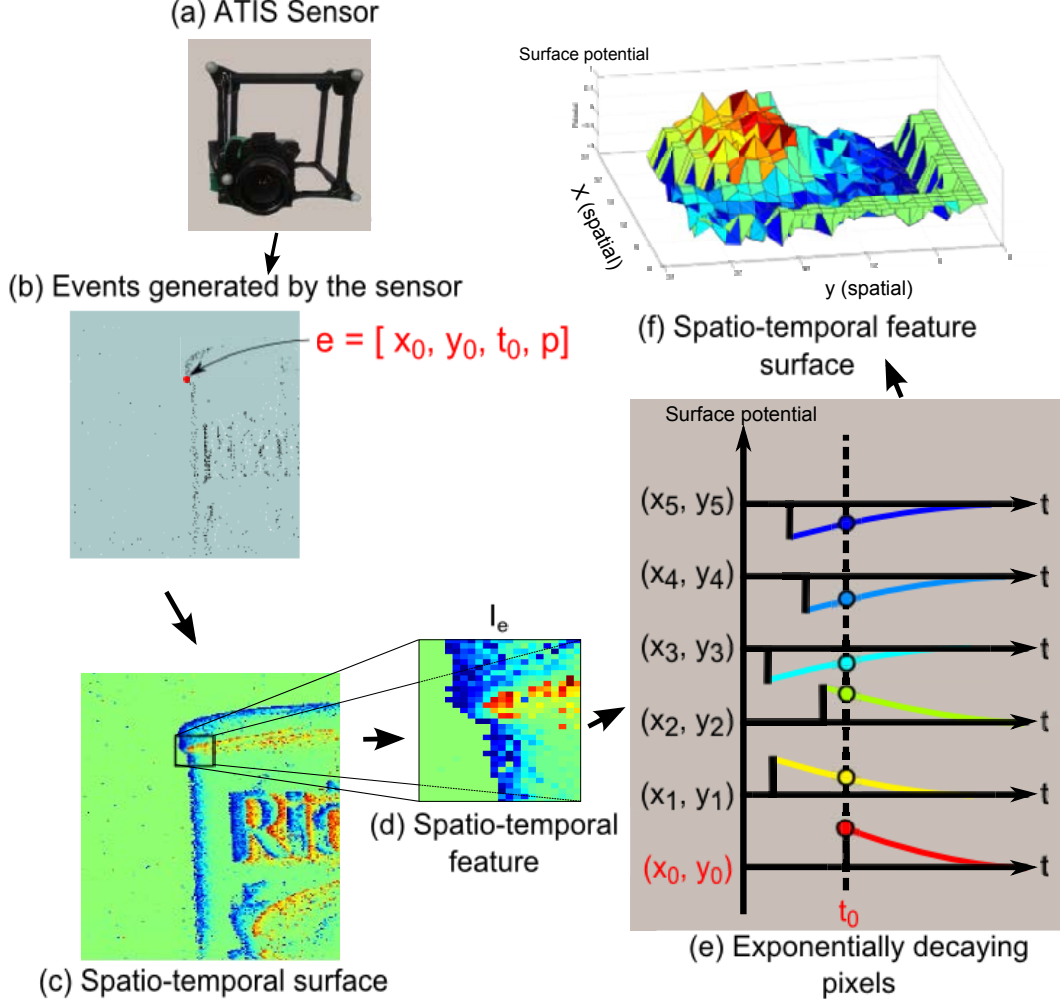 (a) ATIS Sensor
(b) Events generated by the sensor
e = [ x0, y0, t0, p]
Ric
(c) Spatio-temporal surface
Ie
(d) Spatio-temporal
feature
Surface potential
(x5, y5)
t
(x4, y4)
t
(x3, y3)
t
(x2, y2)
t
(x1, y1)
t
(x0, y0)
t
t0
(e) Exponentially decaying
pixels
Surface potential
Potential
X (spatial)
y (spatial)
(f) Spatio-temporal feature
surface